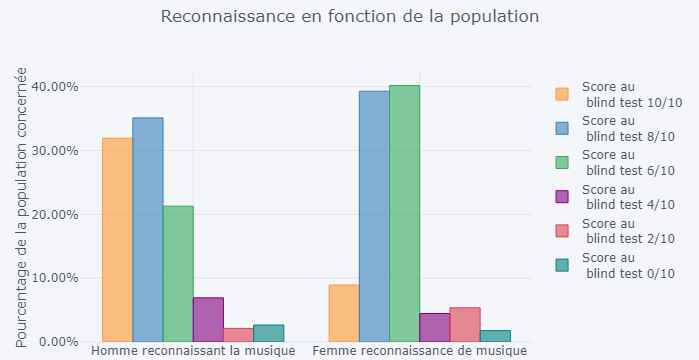 Reconnaissance en fonction de la population
Pourcentage de la population concernée
40.00%
30.00%
20.00%
10.00%
0.00%
Homme reconnaissant la musique
Femme reconnaissance de musique
Score au
blind test 10/10
Score au
blind test 8/10
Score au
blind test 6/10
Score au
blind test 4/10
Score au
blind test 2/10
Score au
blind test 0/10